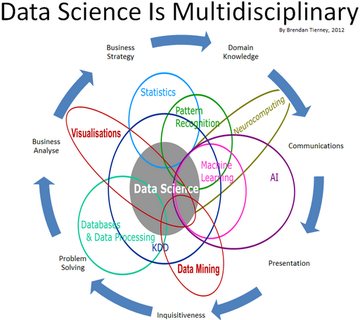 Data Science Is Multidisciplinary
By Brendan Tierney, 2012
Business
Strategy
Domain
Knowledge
Statistics
Pattern
Recognition
Neurocomputing
Visualisations
Business
Analyse
Communications
Machine
Learning
AI
Data Science
Databases
& Data Processing
KDD
Data Mining
Problem
Solving
Presentation
Inquisitiveness